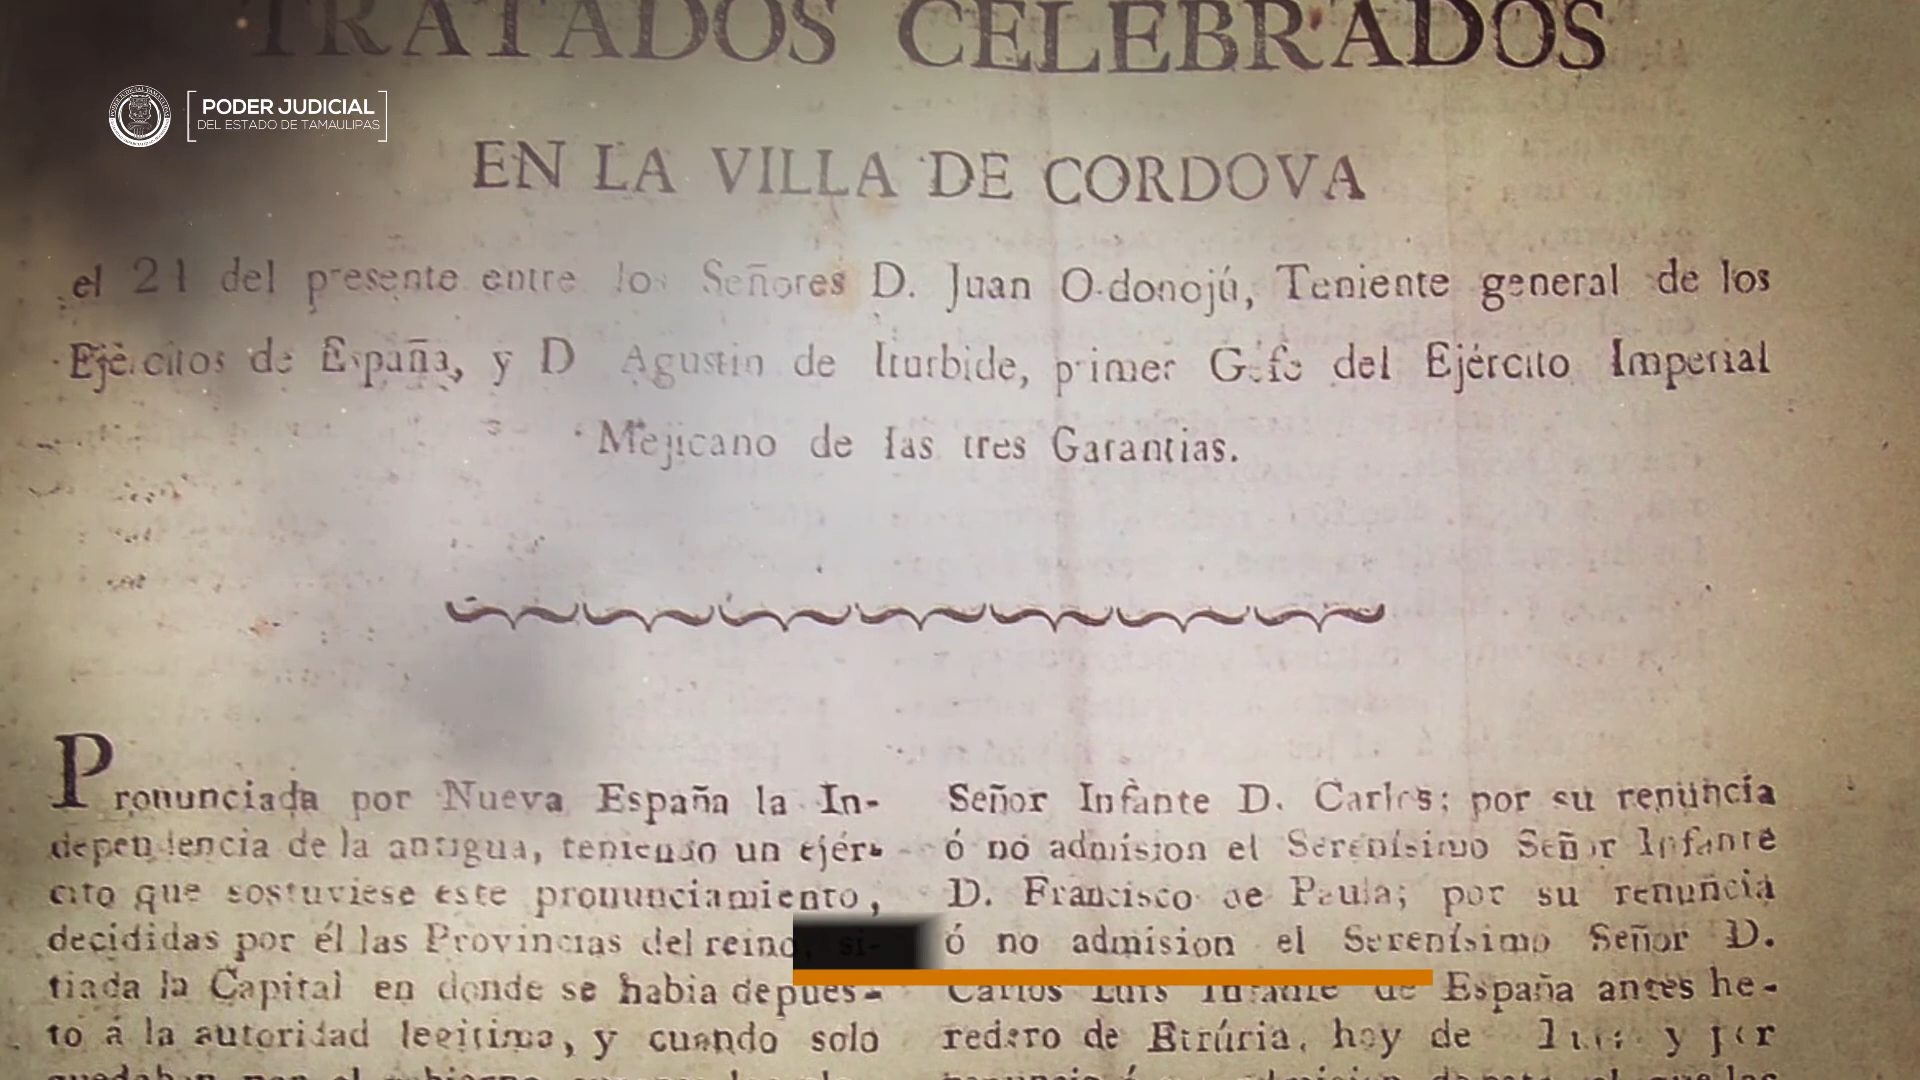 TRATADOS CELEBRADOS
PODER JUDICIAL
DEL ESTADO DE TAMAULIPAS
EN LA VILLA DE CORDOVA
el 21 del presente entre los Señores D. Juan O-donojú, Teniente general de los
Ejércitos de España, y D Agustin de Iturbide, primer Gefe del Ejército Imperial
Mejicano de las tres Garantias.
Pronunciada por Nueva España la In-
dependencia de la antigua, teniendo un ejér-
cito que sostuviese este pronunciamiento,
decididas por él las Provincias del reino, si-
tiada la Capital en donde se habia depues-
to á la autoridad legitima, y cuando solo
Señor Infante D. Carlos; por su renuncia
ó no admision el Serenísimo Señor Infante
D. Francisco de Paula; por su renuncia
ó no admision el Serenísimo Señor D.
Carlos Luis Infante de España antes he-
redero de Etrúria, hoy de y por